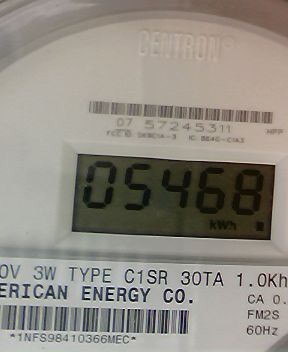 CENTRON®
07 57245311
05468
kWh
0V 3W TYPE C1SR 30TA 1.0Kh
ERICAN ENERGY CO.
CA 0.
FM2S
60Hz
*1NFS98410366MEC*